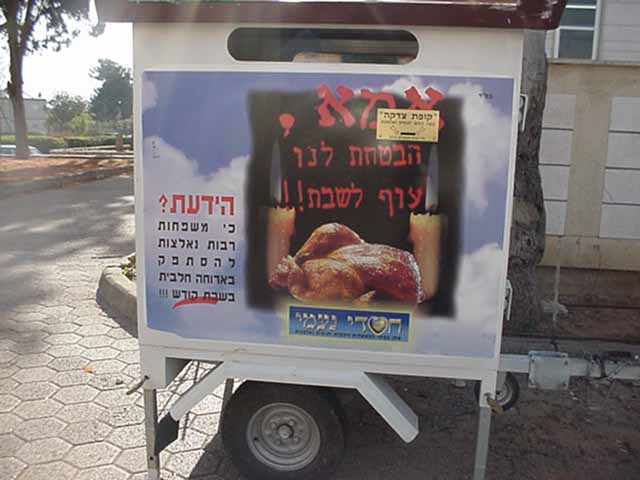 בס"ד
אמא,
"קופת צדקה"
הבטחת לנו
עוף לשבת!!
הידעת?
כי משפחות
רבות נאלצות
להסתפק
בארוחה חלבית
בשבת קודש!!!
חסדי נעמי